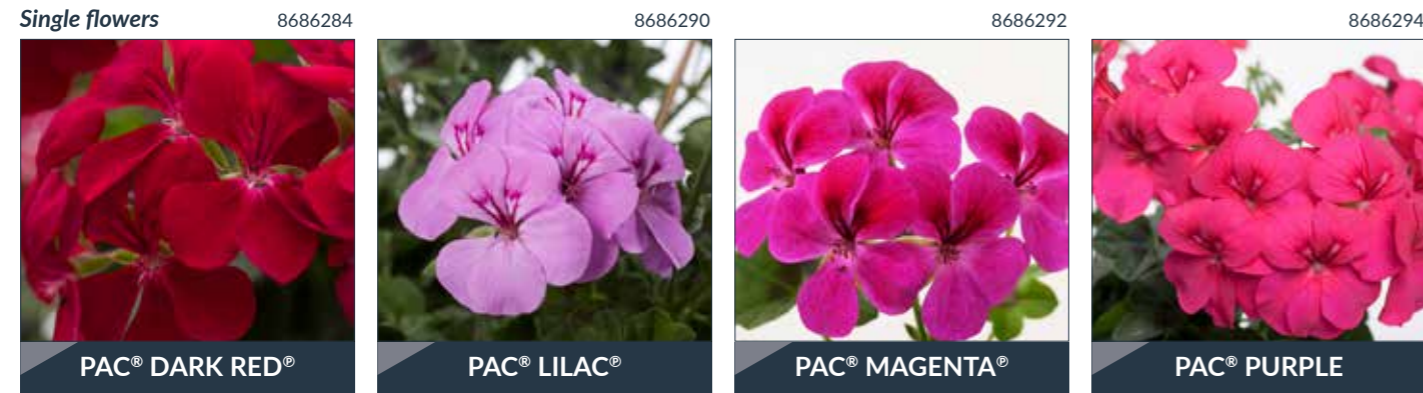 Single flowers 8686284 8686290 8686292 8686294
PAC® DARK RED℗ PAC® LILAC℗ PAC® MAGENTA℗ PAC® PURPLE